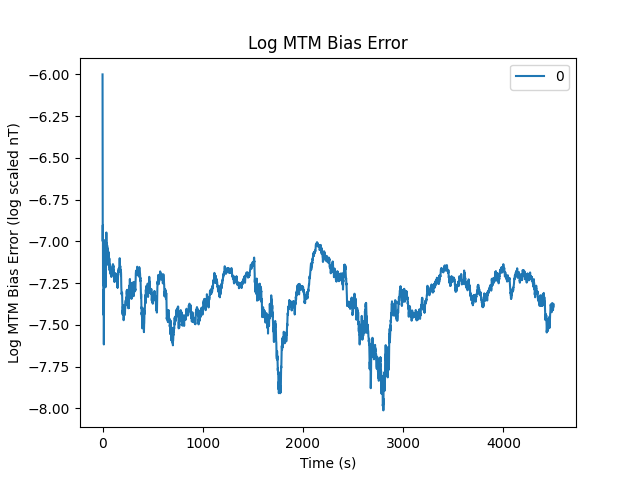 Log MTM Bias Error
0
Log MTM Bias Error (log scaled nT)
−6.00
−6.25
−6.50
−6.75
−7.00
−7.25
−7.50
−7.75
−8.00
0 1000 2000 3000 4000
Time (s)